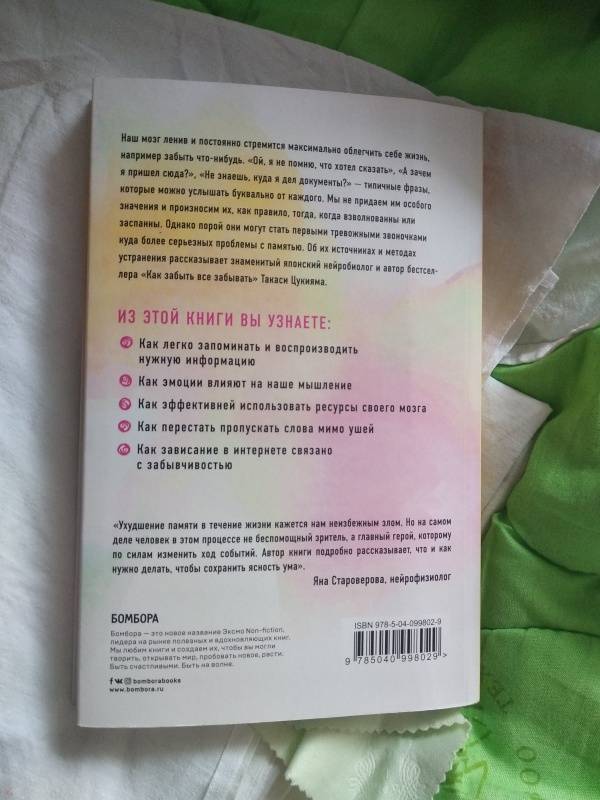 Наш мозг ленив и постоянно стремится максимально облегчить себе жизнь,
например забыть что-нибудь. «Ой, я не помню, что хотел сказать», «А зачем
я пришел сюда?», «Не знаешь, куда я дел документы?» — типичные фразы,
которые можно услышать буквально от каждого. Мы не придаем им особого
значения и произносим их, как правило, тогда, когда взволнованны или
заспанны. Однако порой они могут стать первыми тревожными звоночками
куда более серьезных проблемы с памятью. Об их источниках и методах
устранения рассказывает знаменитый японский нейробиолог и автор бестсел-
лера «Как забыть все забывать» Такаси Цукияма.
ИЗ ЭТОЙ КНИГИ ВЫ УЗНАЕТЕ:
Как легко запоминать и воспроизводить
нужную информацию
Как эмоции влияют на наше мышление
Как эффективней использовать ресурсы своего мозга
Как перестать пропускать слова мимо ушей
Как зависание в интернете связано
с забывчивостью
«Ухудшение памяти в течение жизни кажется нам неизбежным злом. Но на самом
деле человек в этом процессе не беспомощный зритель, а главный герой, которому
по силам изменить ход событий. Автор книги подробно рассказывает, что и как
нужно делать, чтобы сохранить ясность ума».
Яна Староверова, нейрофизиолог
БОМБОРА
Бомбора — это новое название Эксмо Non-fiction,
лидера на рынке полезных и вдохновляющих книг.
Мы любим книги и создаем их, чтобы вы могли
творить, открывать мир, пробовать новое, расти.
Быть счастливыми. Быть на волне.
bomborabooks
www.bombora.ru
ISBN 978-5-04-099802-9
9 785040 998029 >